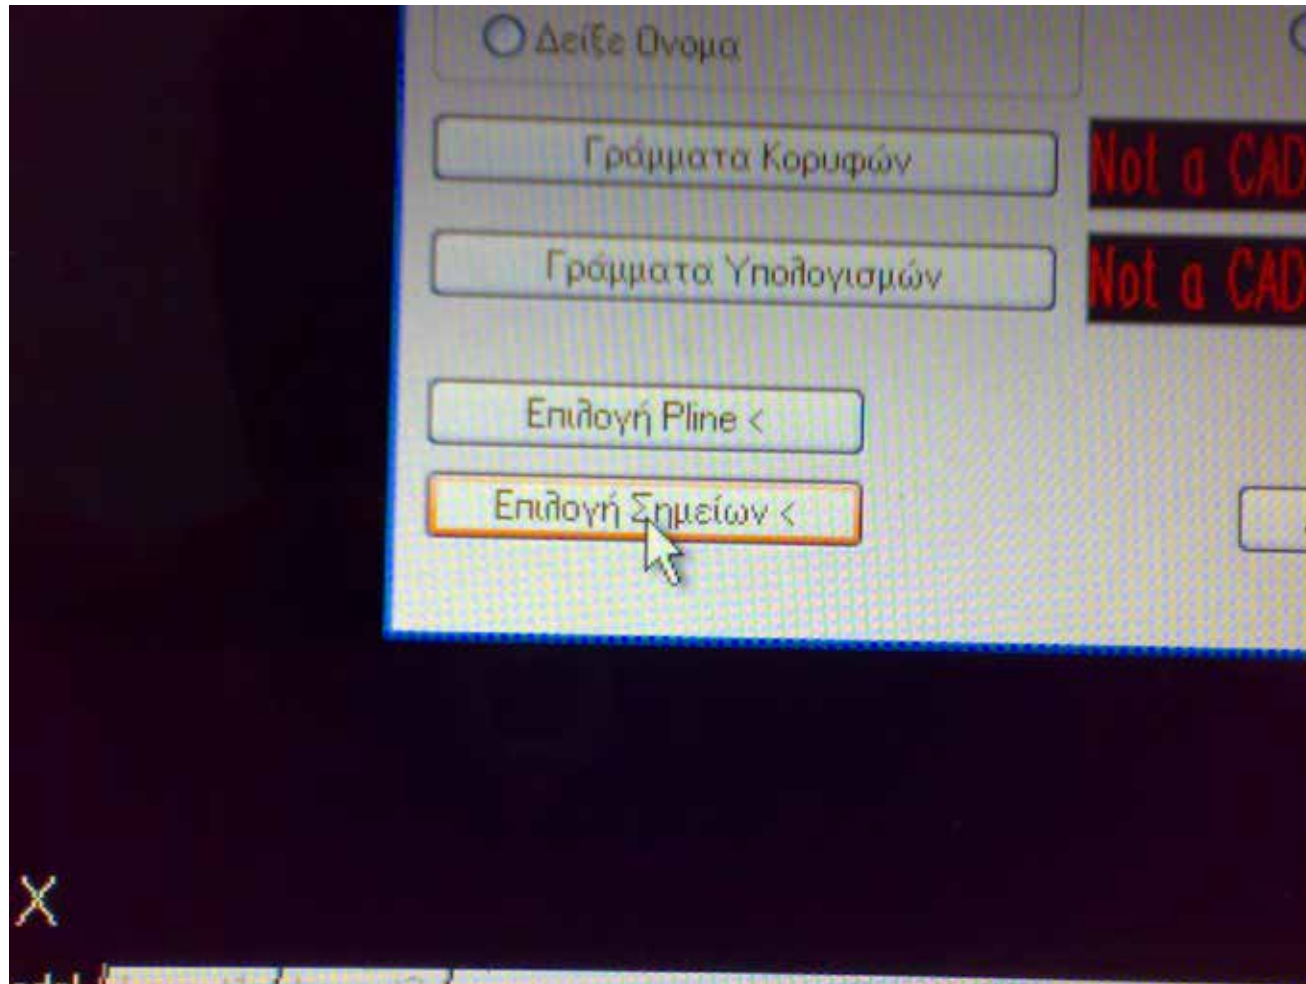 Δείξε Ονομα
Γράμματα Κορυφών
Not a CAD
Γράμματα Υπολογισμών
Not a CAD
Επιλογή Pline <
Επιλογή Σημείων <
X